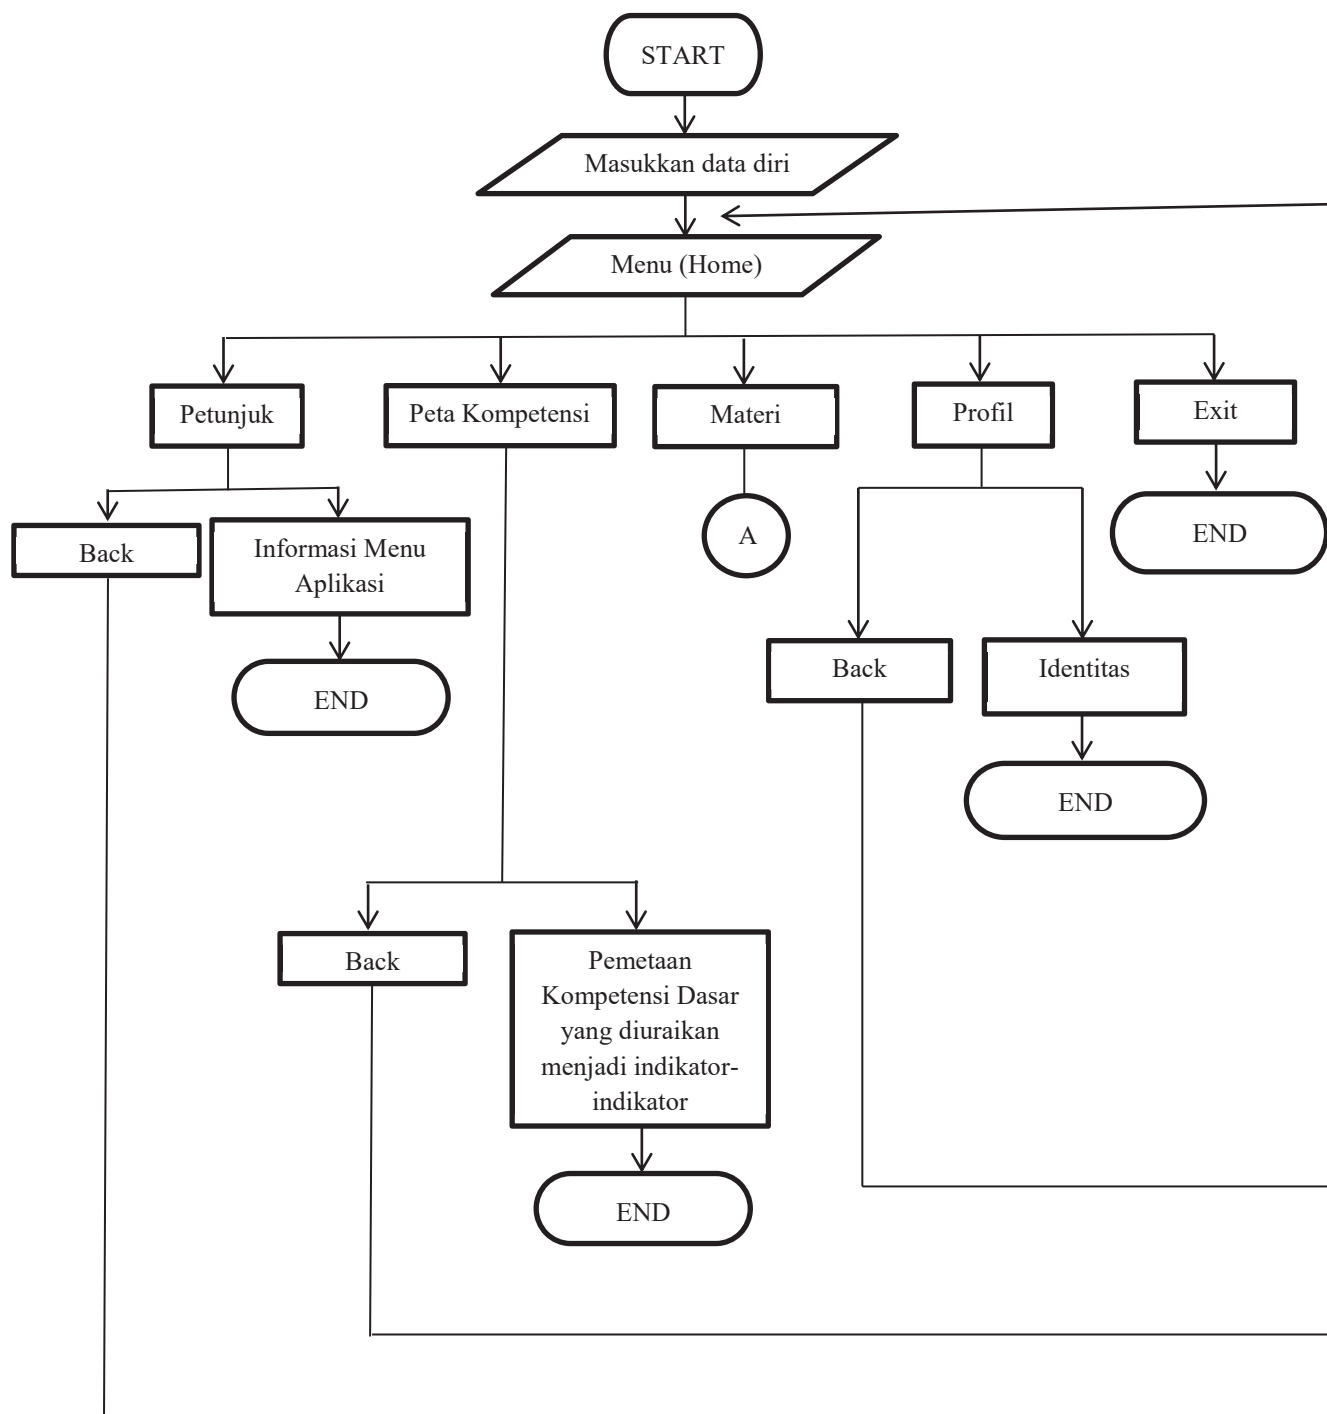 START
Masukkan data diri
Menu (Home)
Petunjuk
Peta Kompetensi
Materi
Profil
Exit
Back
Informasi Menu
Aplikasi
A
END
END
Back
Identitas
END
Back
Pemetaan
Kompetensi Dasar
yang diuraikan
menjadi indikator-
indikator
END
END